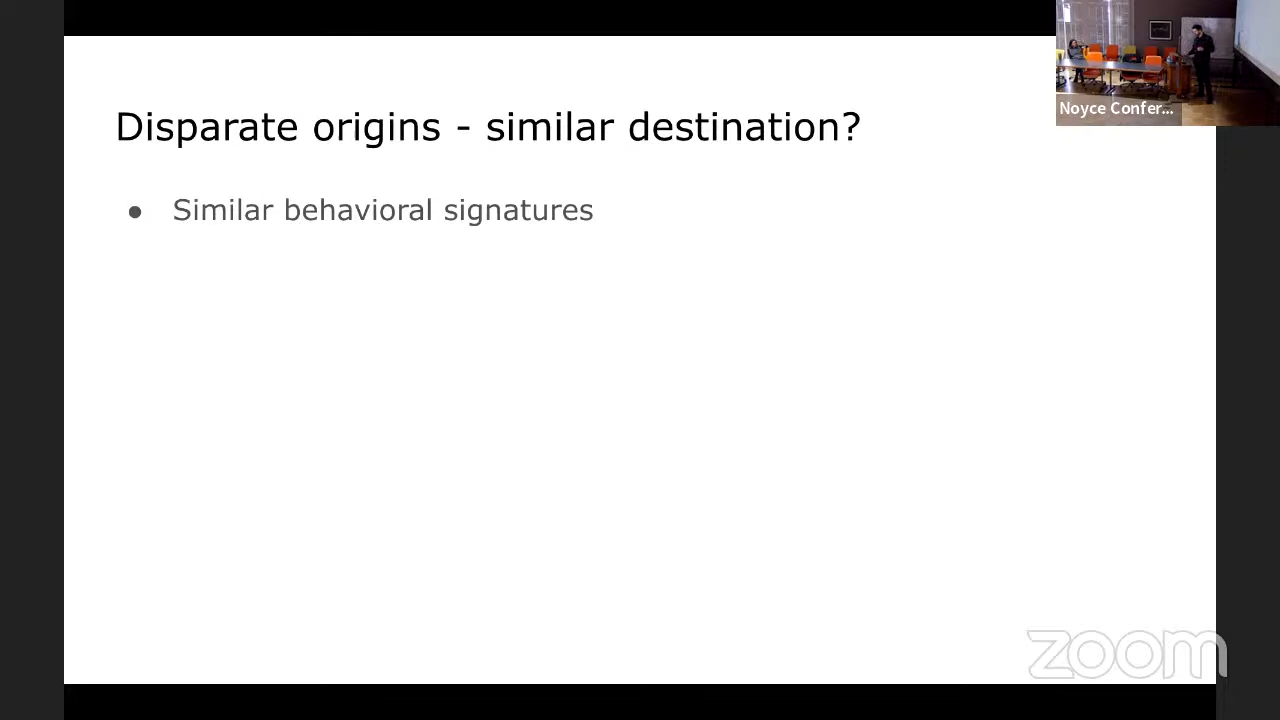 Disparate origins - similar destination?
● Similar behavioral signatures
Noyce Confer...
zoom